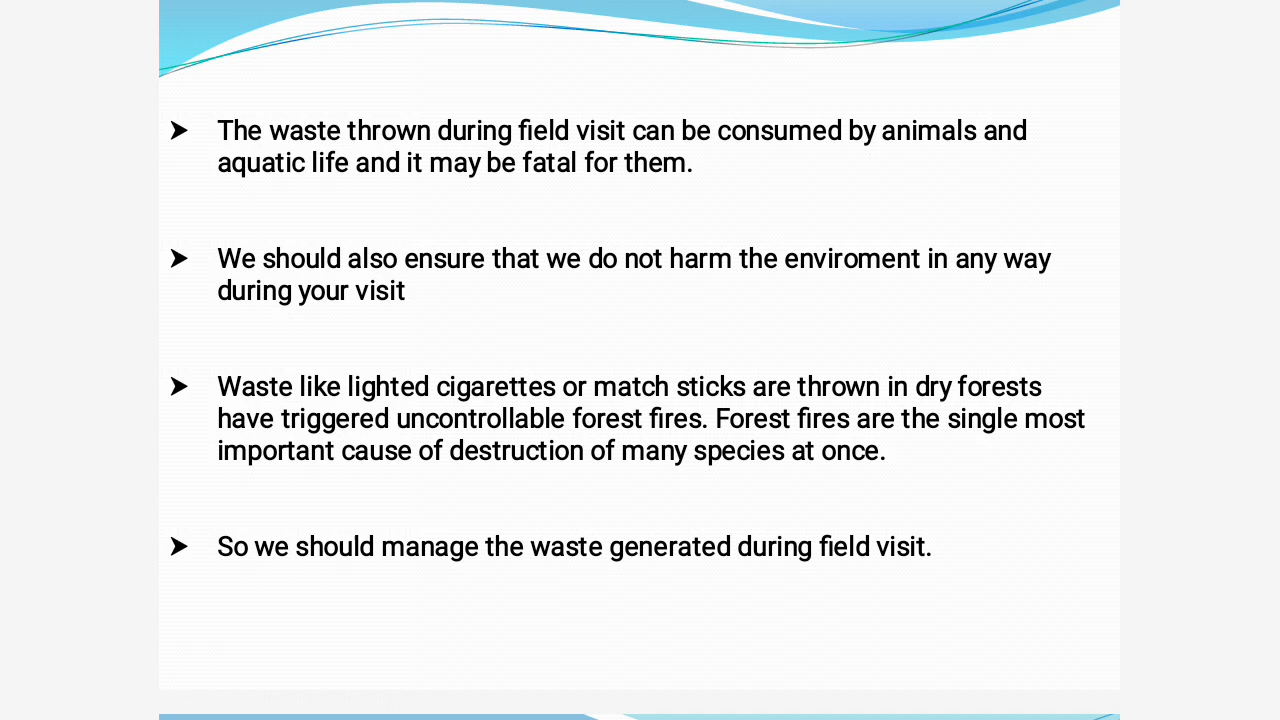 ➤ The waste thrown during field visit can be consumed by animals and
aquatic life and it may be fatal for them.
➤ We should also ensure that we do not harm the enviroment in any way
during your visit
➤ Waste like lighted cigarettes or match sticks are thrown in dry forests
have triggered uncontrollable forest fires. Forest fires are the single most
important cause of destruction of many species at once.
➤ So we should manage the waste generated during field visit.